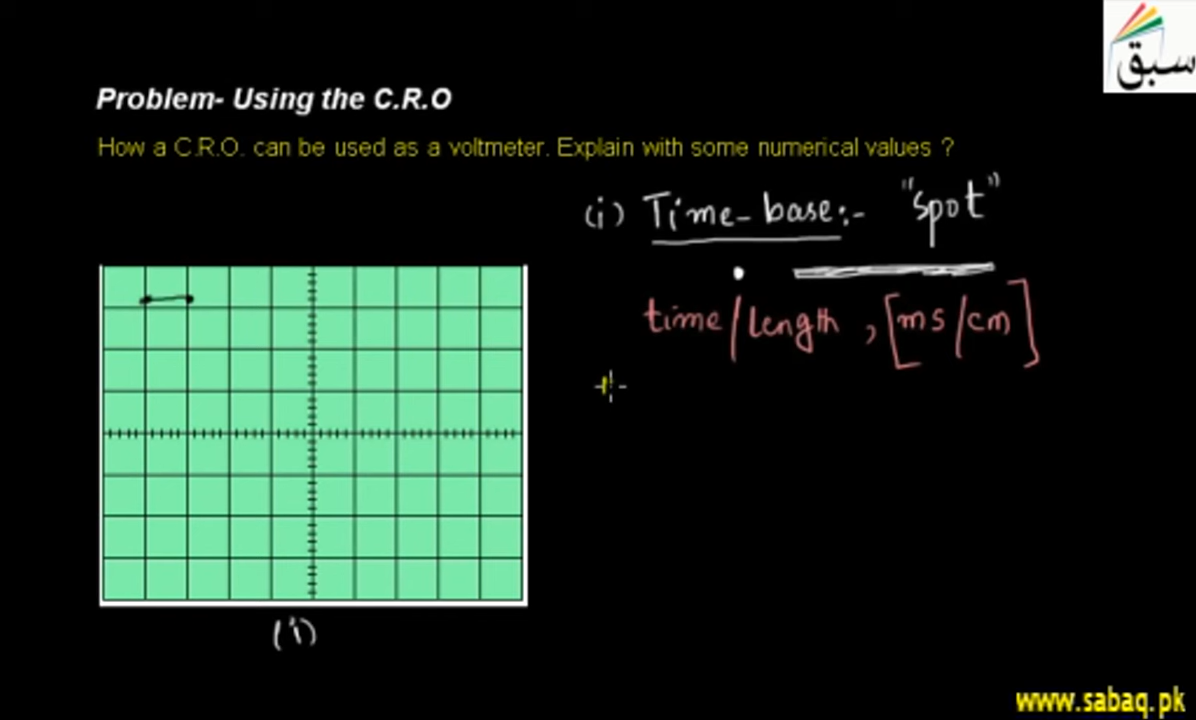 سبق
Problem- Using the C.R.O
How a C.R.O. can be used as a voltmeter. Explain with some numerical values ?
(i) Time-base:- "spot"
time/length, [ms/cm]
(i)
www.sabaq.pk